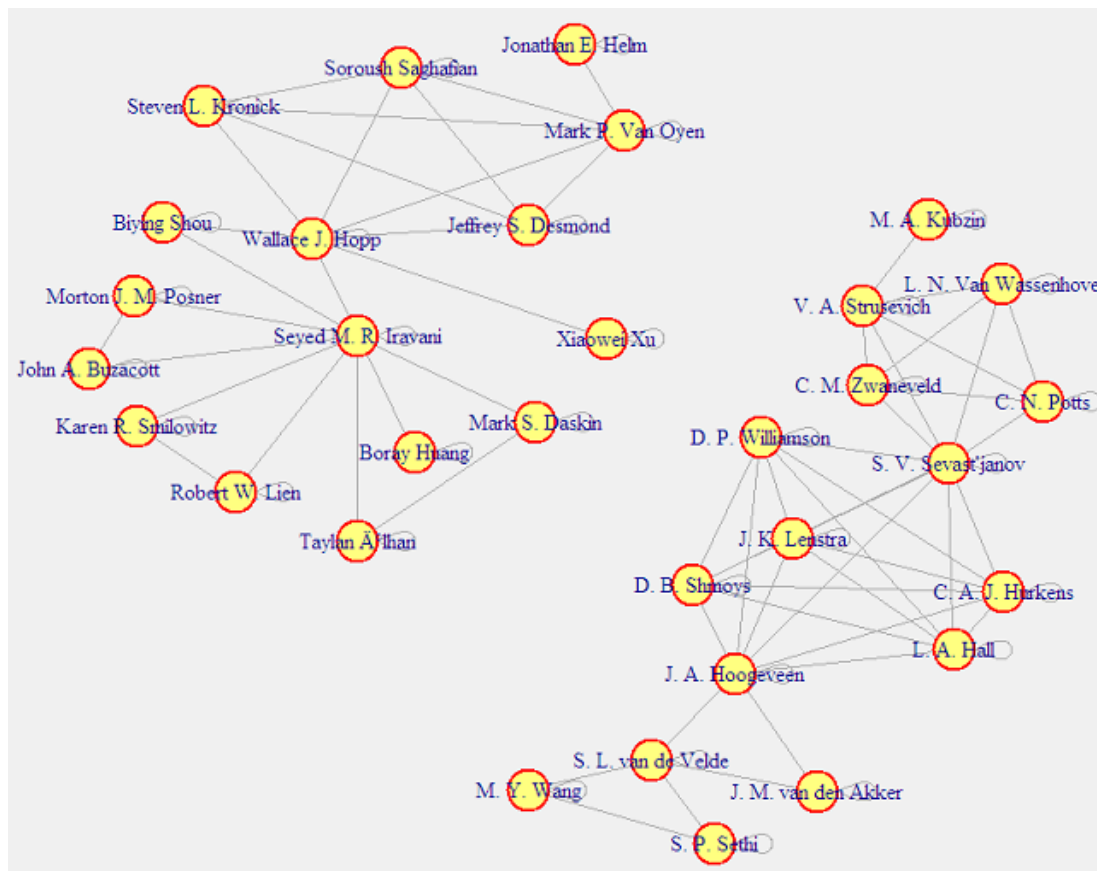 Jonathan E. Helm
Soroush Saghafian
Steven L. Kronick
Mark P. Van Oyen
Biying Shou
Wallace J. Hopp
Jeffrey S. Desmond
M. A. Kubzin
Morton J. M. Posner
L. N. Van Wassenhove
V. A. Strusevich
Seyed M. R. Iravani
Xiaowei Xu
John A. Buzacott
C. M. Zwaneveld
C. N. Potts
Karen R. Smilowitz
Mark S. Daskin
D. P. Williamson
Boray Huang
S. V. Sevast'janov
Robert W. Lien
Taylan Ä°lhan
J. K. Lenstra
D. B. Shmoys
C. A. J. Hurkens
L. A. Hall
J. A. Hoogeveen
S. L. van de Velde
M. Y. Wang
J. M. van den Akker
S. P. Sethi